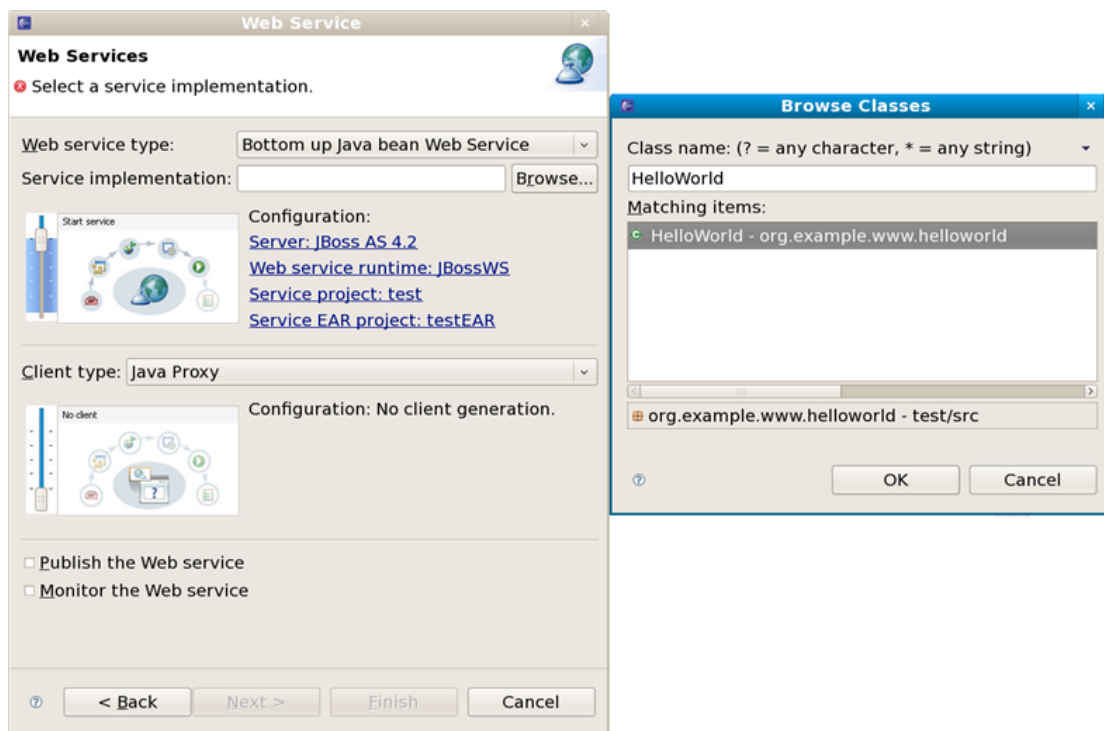 Web Service
Web Services
Select a service implementation.
Web service type: Bottom up Java bean Web Service
Service implementation: Browse...
Start service
Configuration:
Server: JBoss AS 4.2
Web service runtime: JBossWS
Service project: test
Service EAR project: testEAR
Client type: Java Proxy
No client
Configuration: No client generation.
Publish the Web service
Monitor the Web service
< Back Next > Finish Cancel
Browse Classes
Class name: (? = any character, * = any string)
HelloWorld
Matching items:
HelloWorld - org.example.www.helloworld
org.example.www.helloworld - test/src
OK Cancel